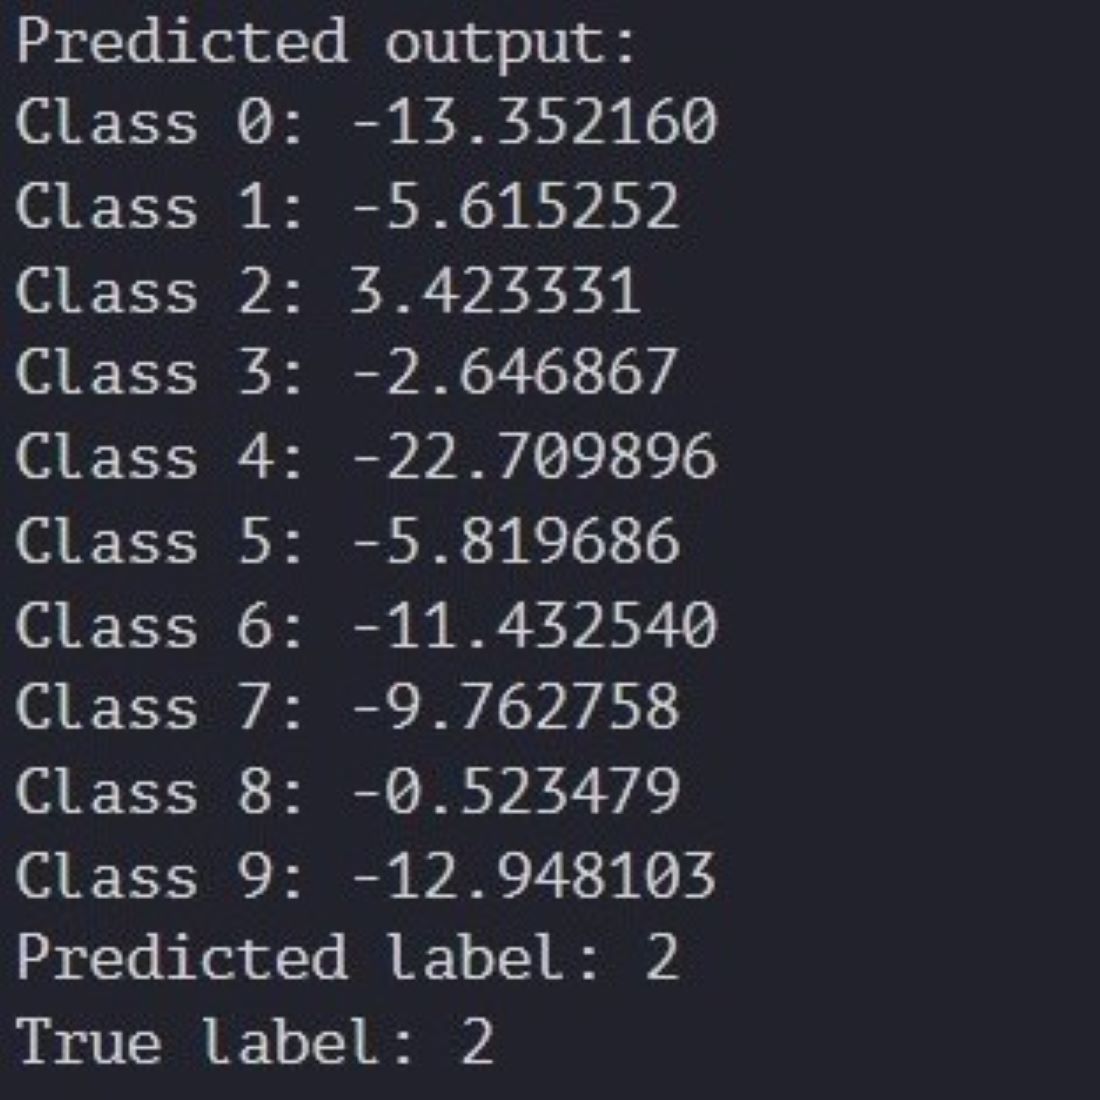 Predicted output:
Class 0: -13.352160
Class 1: -5.615252
Class 2: 3.423331
Class 3: -2.646867
Class 4: -22.709896
Class 5: -5.819686
Class 6: -11.432540
Class 7: -9.762758
Class 8: -0.523479
Class 9: -12.948103
Predicted label: 2
True label: 2